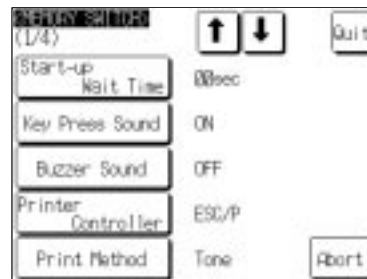 <MEMORY SWITCH>
(1/4)
Quit
Start-up
Wait Time
00sec
Key Press Sound
ON
Buzzer Sound
OFF
Printer
Controller
ESC/P
Print Method
Tone
Abort